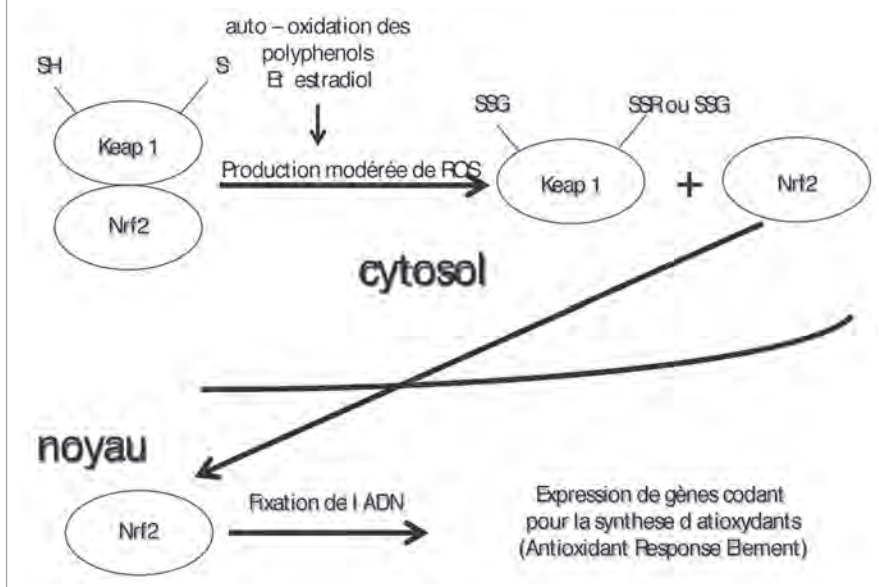 auto – oxidation des
polyphenols
Et estradiol
SH
S
SSG
SSR ou SSG
Keap 1
Production modérée de ROS
Keap 1
+
Nrf2
Nrf2
cytosol
noyau
Nrf2
Fixation de l ADN
Expression de gènes codant
pour la synthese d atioxydants
(Antioxidant Response Element)